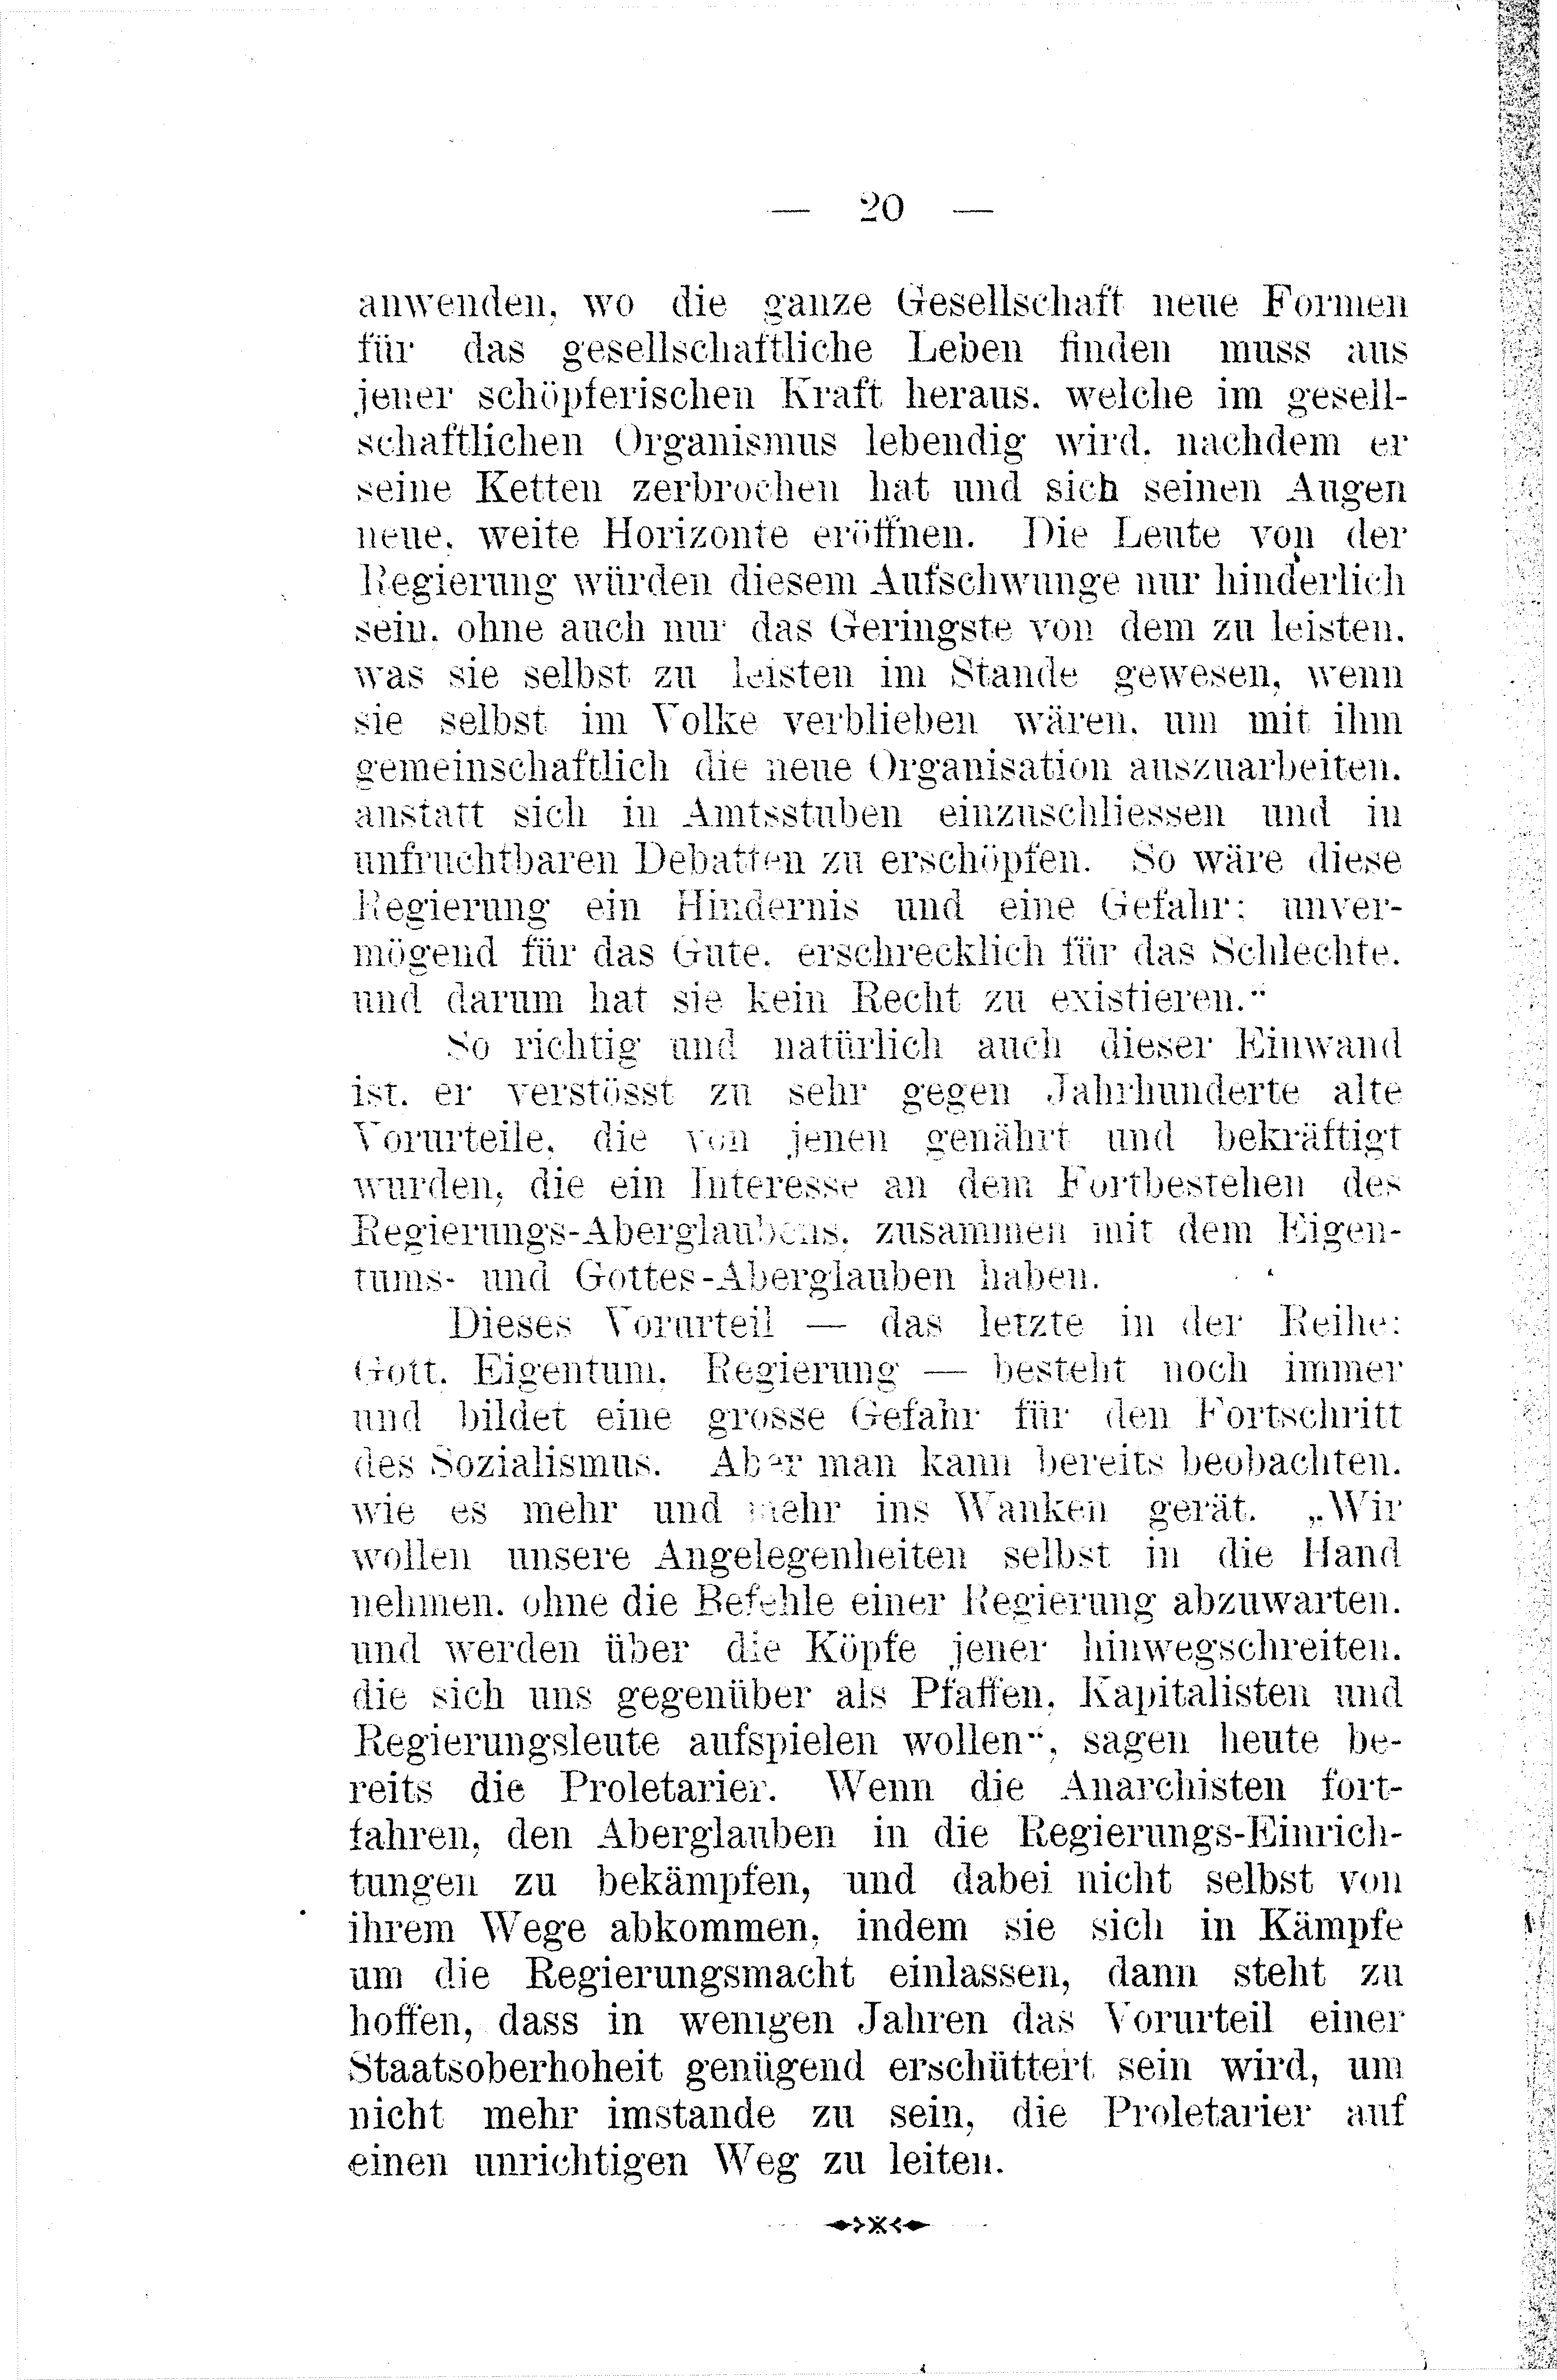 — 20 —
anwenden, wo die ganze Gesellschaft neue Formen
für das gesellschaftliche Leben finden muss aus
jener schöpferischen Kraft heraus, welche im gesell-
schaftlichen Organismus lebendig wird, nachdem er
seine Ketten zerbrochen hat und sich seinen Augen
neue, weite Horizonte eröffnen. Die Leute von der
Regierung würden diesem Aufschwunge nur hinderlich
sein, ohne auch nur das Geringste von dem zu leisten,
was sie selbst zu leisten im Stande gewesen, wenn
sie selbst im Volke verblieben wären, um mit ihm
gemeinschaftlich die neue Organisation auszuarbeiten,
anstatt sich in Amtsstuben einzuschliessen und in
unfruchtbaren Debatten zu erschöpfen. So wäre diese
Regierung ein Hindernis und eine Gefahr; unver-
mögend für das Gute, erschrecklich für das Schlechte,
und darum hat sie kein Recht zu existieren.“
So richtig und natürlich auch dieser Einwand
ist, er verstösst zu sehr gegen Jahrhunderte alte
Vorurteile, die von jenen genährt und bekräftigt
wurden, die ein Interesse an dem Fortbestehen des
Regierungs-Aberglaubens, zusammen mit dem Eigen-
tums- und Gottes-Aberglauben haben.
Dieses Vorurteil — das letzte in der Reihe:
Gott, Eigentum, Regierung — besteht noch immer
und bildet eine grosse Gefahr für den Fortschritt
des Sozialismus. Aber man kann bereits beobachten,
wie es mehr und mehr ins Wanken gerät. „Wir
wollen unsere Angelegenheiten selbst in die Hand
nehmen, ohne die Befehle einer Regierung abzuwarten,
und werden über die Köpfe jener hinwegschreiten,
die sich uns gegenüber als Pfaffen, Kapitalisten und
Regierungsleute aufspielen wollen“, sagen heute be-
reits die Proletarier. Wenn die Anarchisten fort-
fahren, den Aberglauben in die Regierungs-Einrich-
tungen zu bekämpfen, und dabei nicht selbst von
ihrem Wege abkommen, indem sie sich in Kämpfe
um die Regierungsmacht einlassen, dann steht zu
hoffen, dass in wenigen Jahren das Vorurteil einer
Staatsoberhoheit genügend erschüttert sein wird, um
nicht mehr imstande zu sein, die Proletarier auf
einen unrichtigen Weg zu leiten.